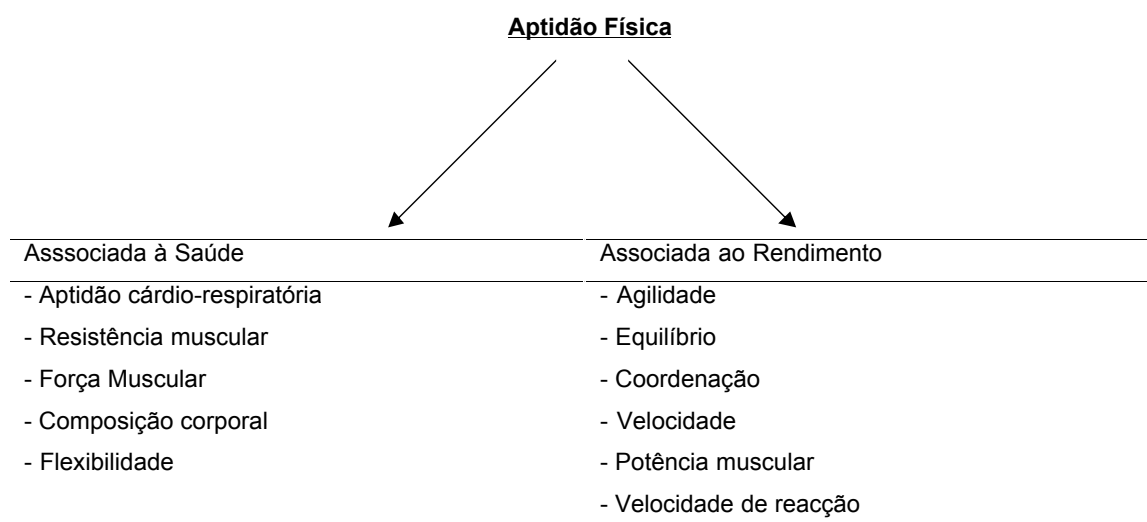 Aptidão Física
Asssociada à Saúde
- Aptidão cárdio-respiratória
- Resistência muscular
- Força Muscular
- Composição corporal
- Flexibilidade
Associada ao Rendimento
- Agilidade
- Equilíbrio
- Coordenação
- Velocidade
- Potência muscular
- Velocidade de reacção